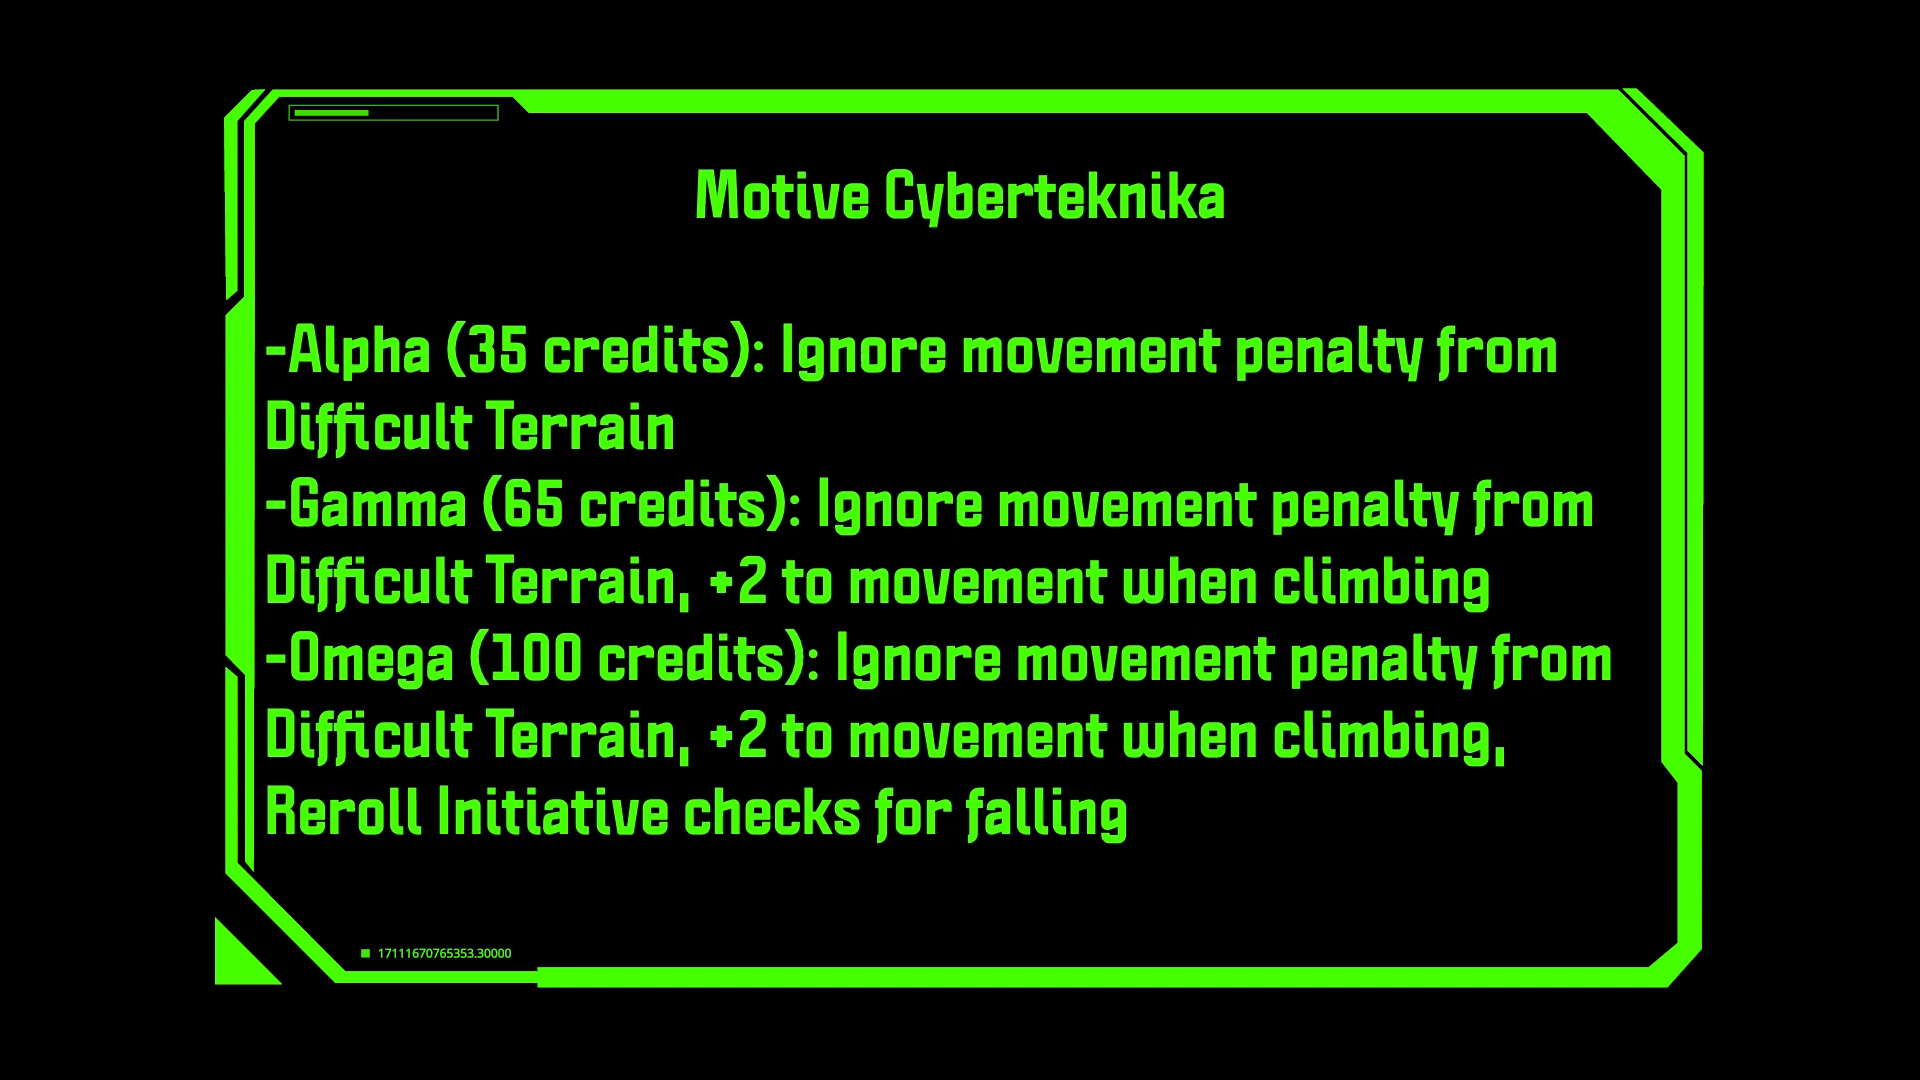 Motive Cyberteknika
-Alpha (35 credits): Ignore movement penalty from
Difficult Terrain
-Gamma (65 credits): Ignore movement penalty from
Difficult Terrain, +2 to movement when climbing
-Omega (100 credits): Ignore movement penalty from
Difficult Terrain, +2 to movement when climbing,
Reroll Initiative checks for falling
17111670765353.30000